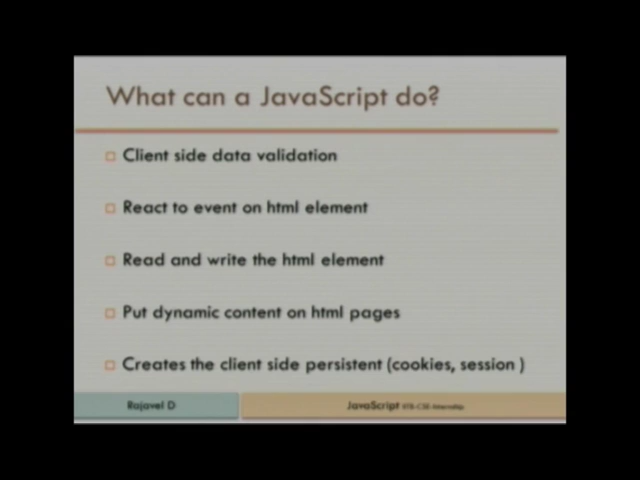 What can a JavaScript do?
Client side data validation
React to event on html element
Read and write the html element
Put dynamic content on html pages
Creates the client side persistent (cookies, session )
Rajavel D
JavaScript